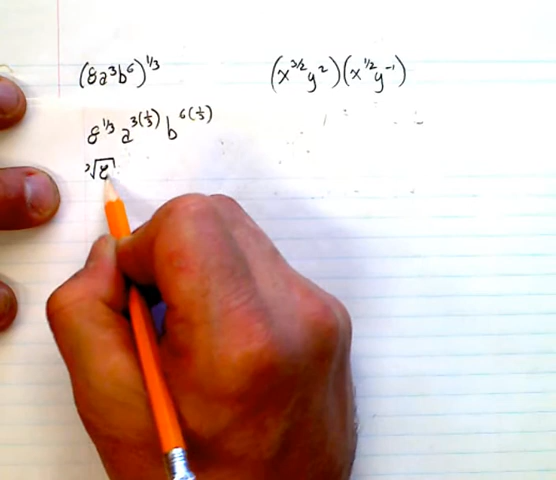 (8a³b⁶)^1/3 (x^3/2 y²)(x^1/2 y⁻¹)
8^1/3 a^3(1/3) b^6(1/3)
³√8